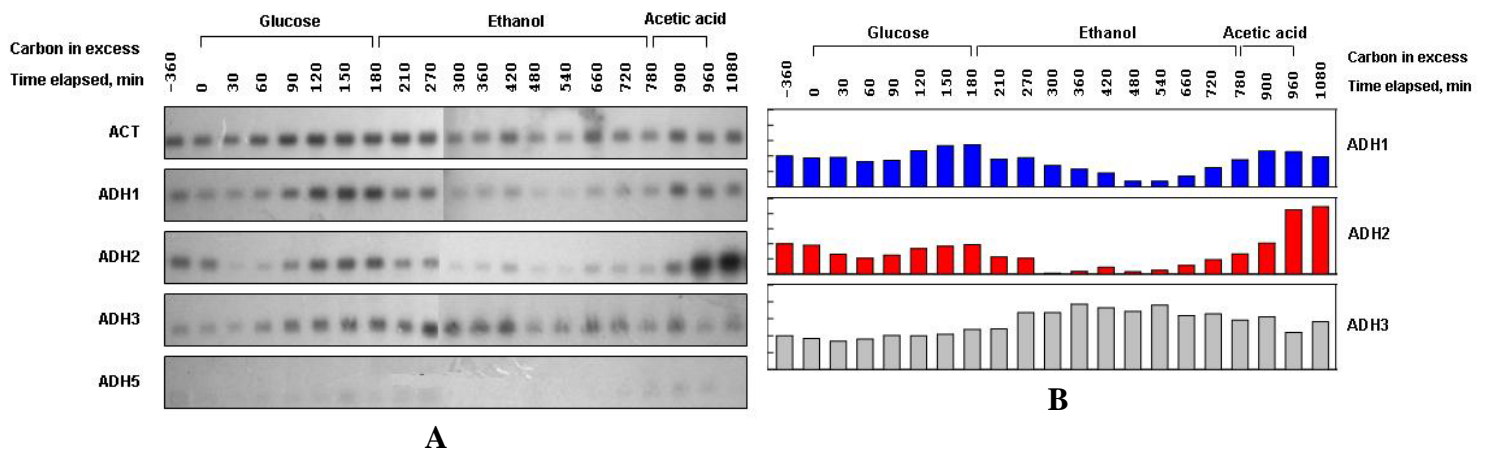 Glucose Ethanol Acetic acid
Carbon in excess
Time elapsed, min -360 0 30 60 90 120 150 180 210 270 300 360 420 480 540 660 720 780 900 960 1080
ACT
ADH1
ADH2
ADH3
ADH5
A
Glucose Ethanol Acetic acid
Carbon in excess
-360 0 30 60 90 120 150 180 210 270 300 360 420 480 540 660 720 780 900 960 1080 Time elapsed, min
ADH1
ADH2
ADH3
B